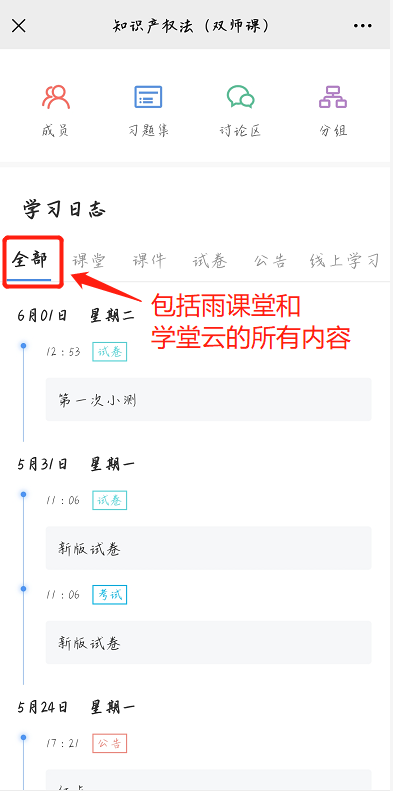 知识产权法（双师课）
成员 习题集 讨论区 分组
学习日志
全部 课堂 课件 试卷 公告 线上学习
包括雨课堂和
学堂云的所有内容
6月01日 星期二
12:53 试卷
第一次小测
5月31日 星期一
11:06 试卷
新版试卷
11:06 考试
新版试卷
5月24日 星期一
17:21 公告